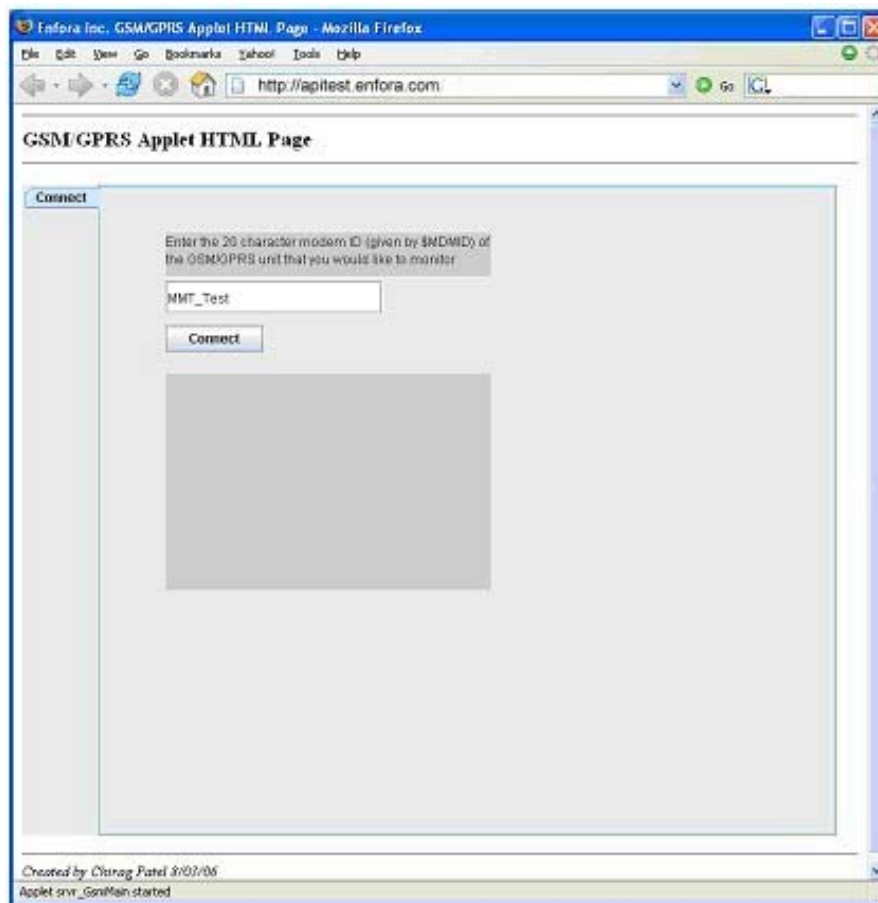 Enfora Inc. GSM/GPRS Applet HTML Page - Mozilla Firefox
File Edit View Go Bookmarks Yahoo! Tools Help
http://apitest.enfora.com Go
GSM/GPRS Applet HTML Page
Connect
Enter the 20 character modem ID (given by $MDMID) of
the GSM/GPRS unit that you would like to monitor
MMT_Test
Connect
Created by Chirag Patel 8/03/06
Applet srvr_GsmMain started